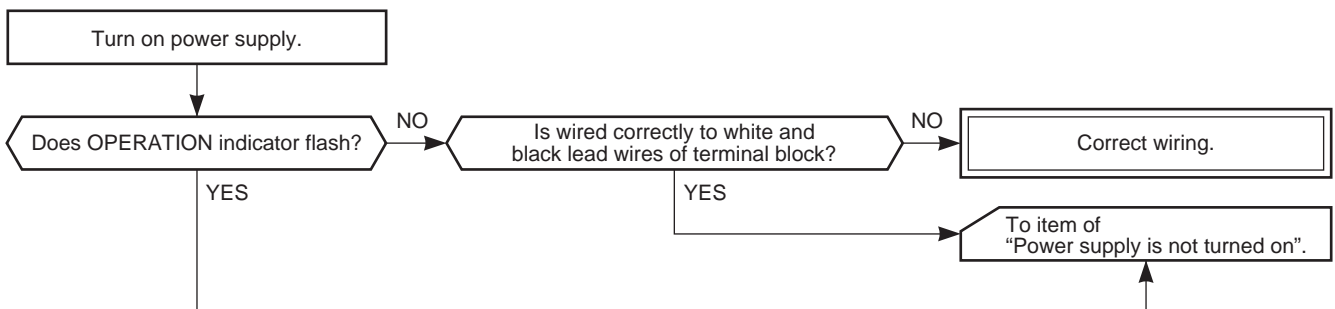 Turn on power supply.
Does OPERATION indicator flash?
NO
Is wired correctly to white and
black lead wires of terminal block?
NO
Correct wiring.
YES
YES
To item of
“Power supply is not turned on”.